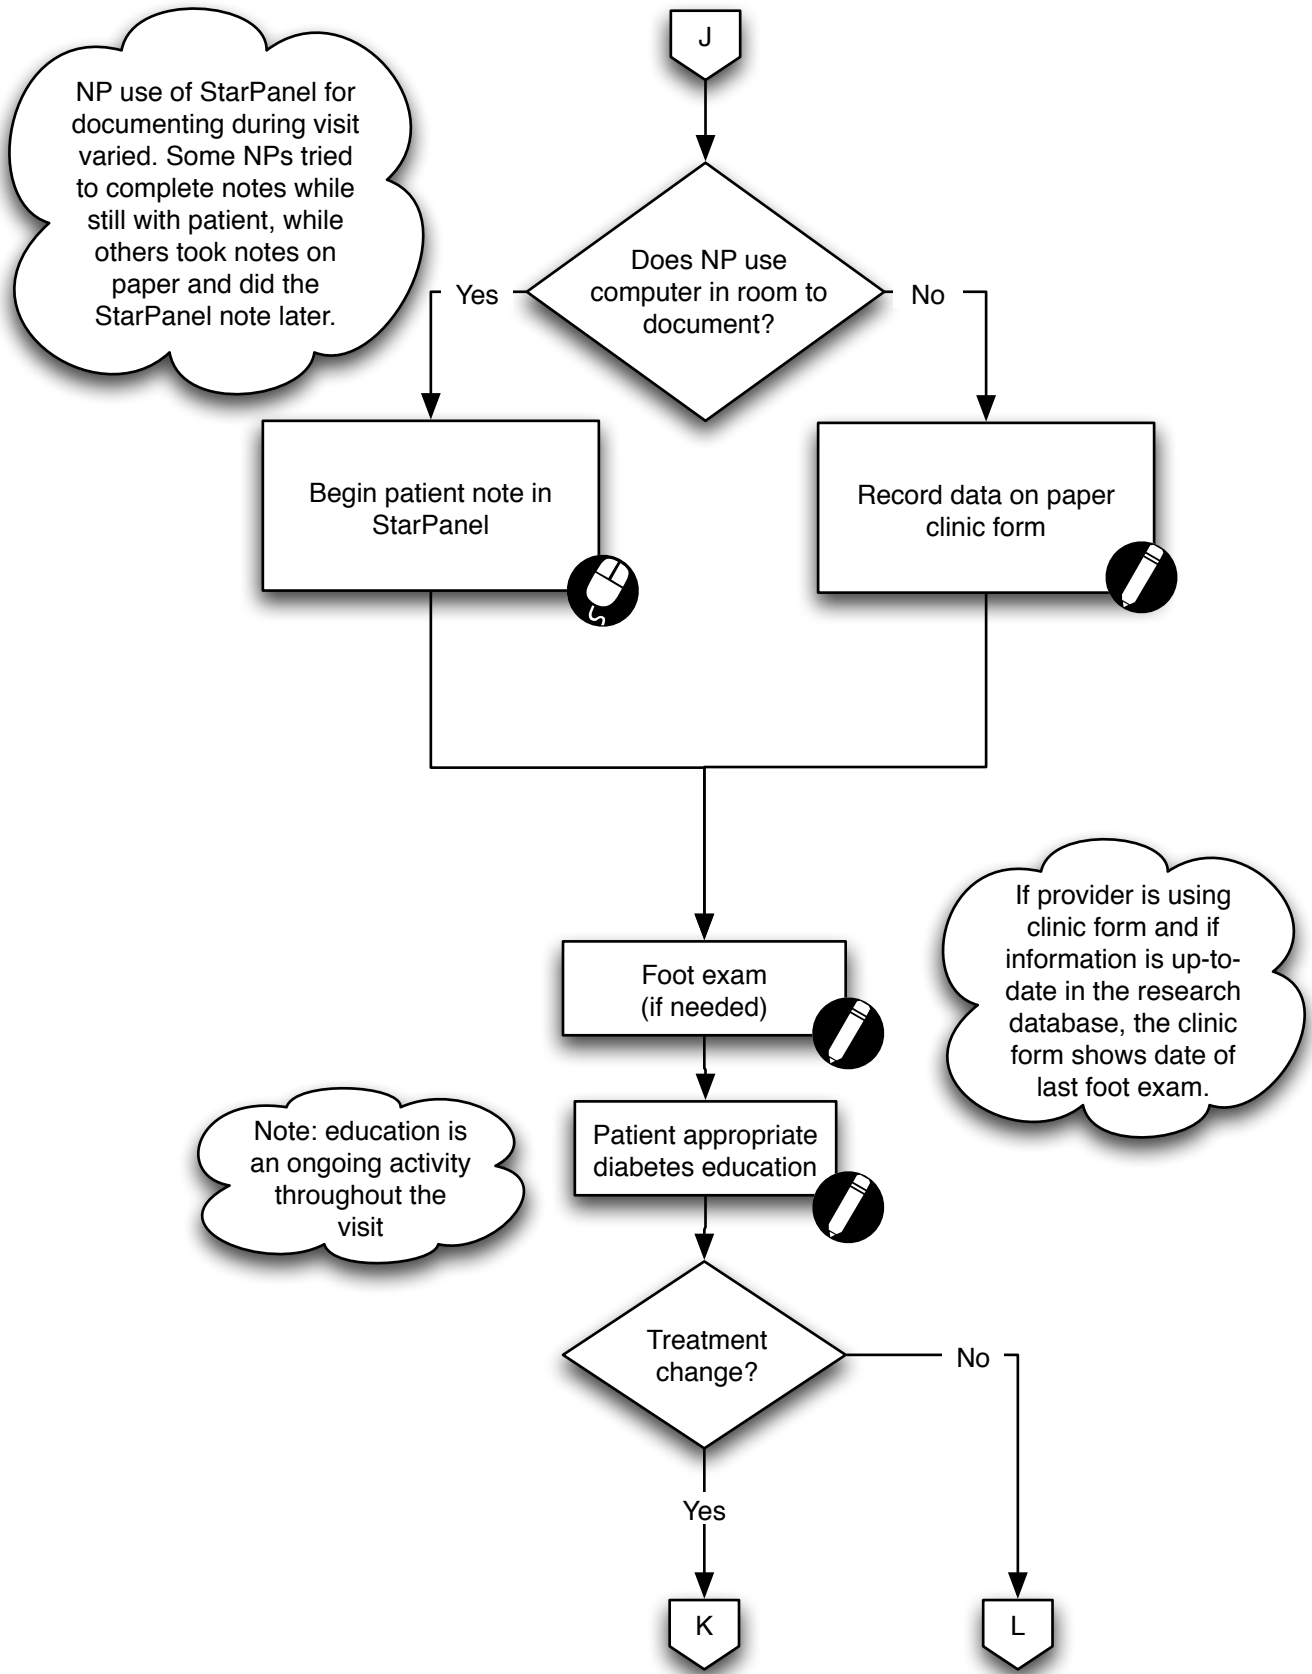 J
NP use of StarPanel for
documenting during visit
varied. Some NPs tried
to complete notes while
still with patient, while
others took notes on
paper and did the
StarPanel note later.
Does NP use
computer in room to
document?
Yes
No
Begin patient note in
StarPanel
Record data on paper
clinic form
If provider is using
clinic form and if
information is up-to-
date in the research
database, the clinic
form shows date of
last foot exam.
Foot exam
(if needed)
Note: education is
an ongoing activity
throughout the
visit
Patient appropriate
diabetes education
Treatment
change?
No
Yes
K
L